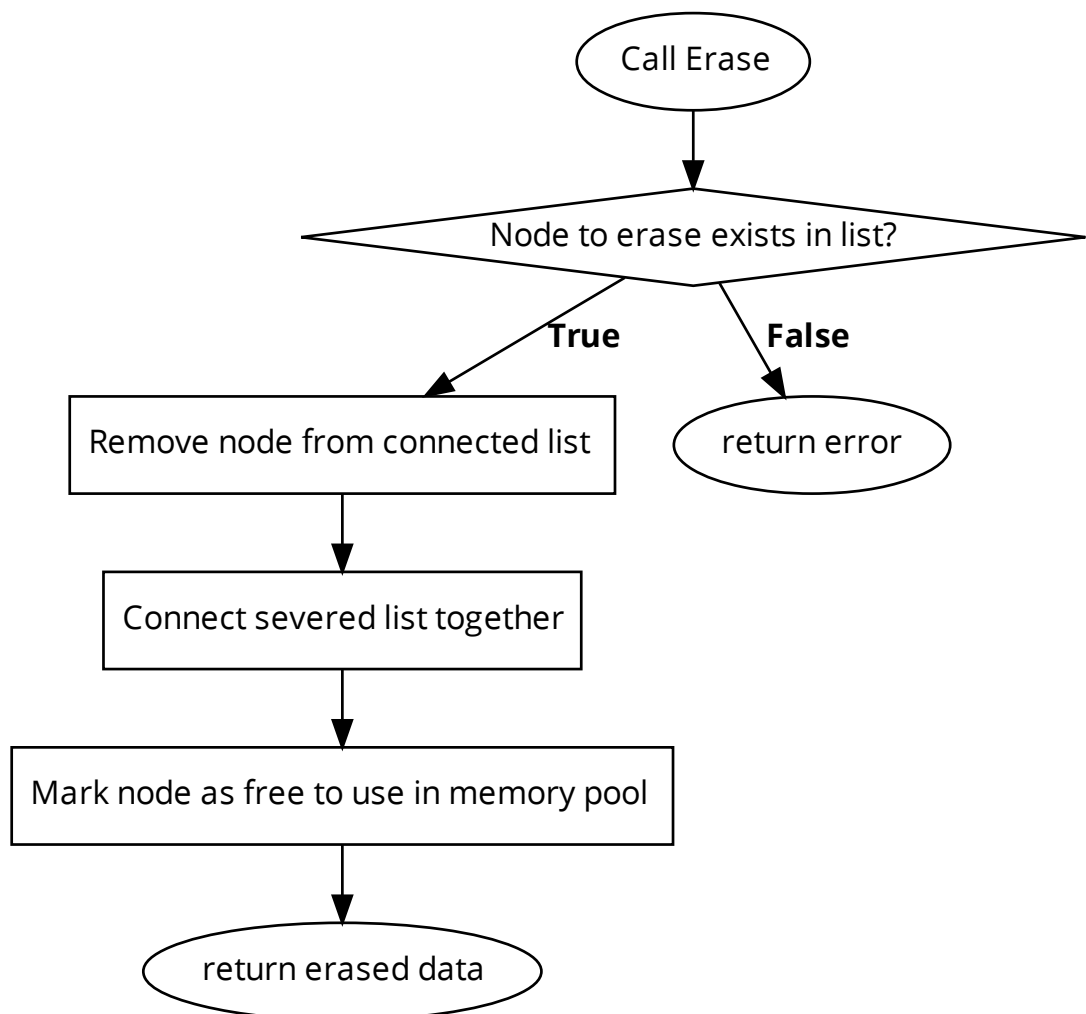 Call Erase
Node to erase exists in list?
True
False
Remove node from connected list
return error
Connect severed list together
Mark node as free to use in memory pool
return erased data